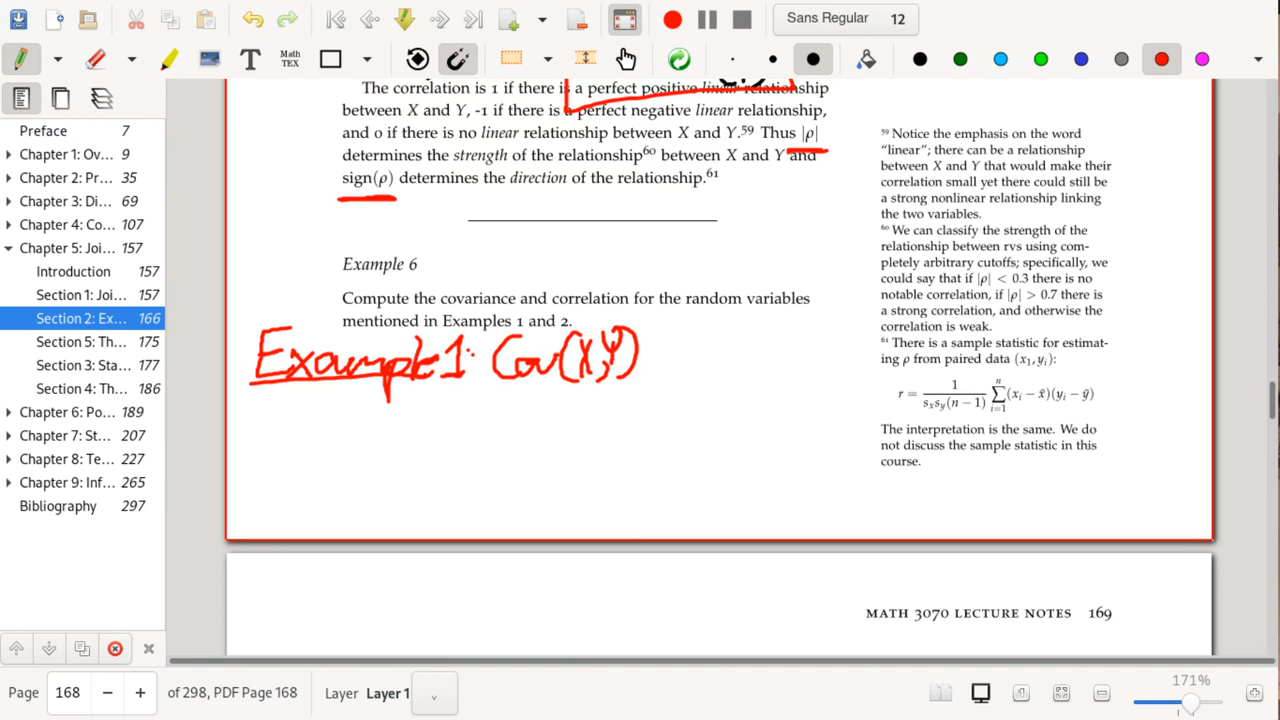 Sans Regular 12
Math
TEX
Preface 7
Chapter 1: Ov... 9
Chapter 2: Pr... 35
Chapter 3: Di... 69
Chapter 4: Co... 107
Chapter 5: Joi... 157
Introduction 157
Section 1: Joi... 157
Section 2: Ex... 166
Section 5: Th... 175
Section 3: Sta... 177
Section 4: Th... 186
Chapter 6: Po... 189
Chapter 7: St... 207
Chapter 8: Te... 227
Chapter 9: Inf... 265
Bibliography 297
The correlation is 1 if there is a perfect positive linear relationship
between X and Y, -1 if there is a perfect negative linear relationship,
and 0 if there is no linear relationship between X and Y.⁵⁹ Thus |ρ|
determines the strength of the relationship⁶⁰ between X and Y and
sign(ρ) determines the direction of the relationship.⁶¹
Example 6
Compute the covariance and correlation for the random variables
mentioned in Examples 1 and 2.
Example 1: Cov(X,Y)
⁵⁹ Notice the emphasis on the word
“linear”; there can be a relationship
between X and Y that would make their
correlation small yet there could still be
a strong nonlinear relationship linking
the two variables.
⁶⁰ We can classify the strength of the
relationship between rvs using com-
pletely arbitrary cutoffs; specifically, we
could say that if |ρ| < 0.3 there is no
notable correlation, if |ρ| > 0.7 there is
a strong correlation, and otherwise the
correlation is weak.
⁶¹ There is a sample statistic for estimat-
ing ρ from paired data (x₁, yᵢ):
r = 1/(sₓs_y(n − 1)) ∑ⁿᵢ₌₁ (xᵢ − x̄)(yᵢ − ȳ)
The interpretation is the same. We do
not discuss the sample statistic in this
course.
MATH 3070 LECTURE NOTES 169
Page 168 of 298, PDF Page 168 Layer Layer 1 171%